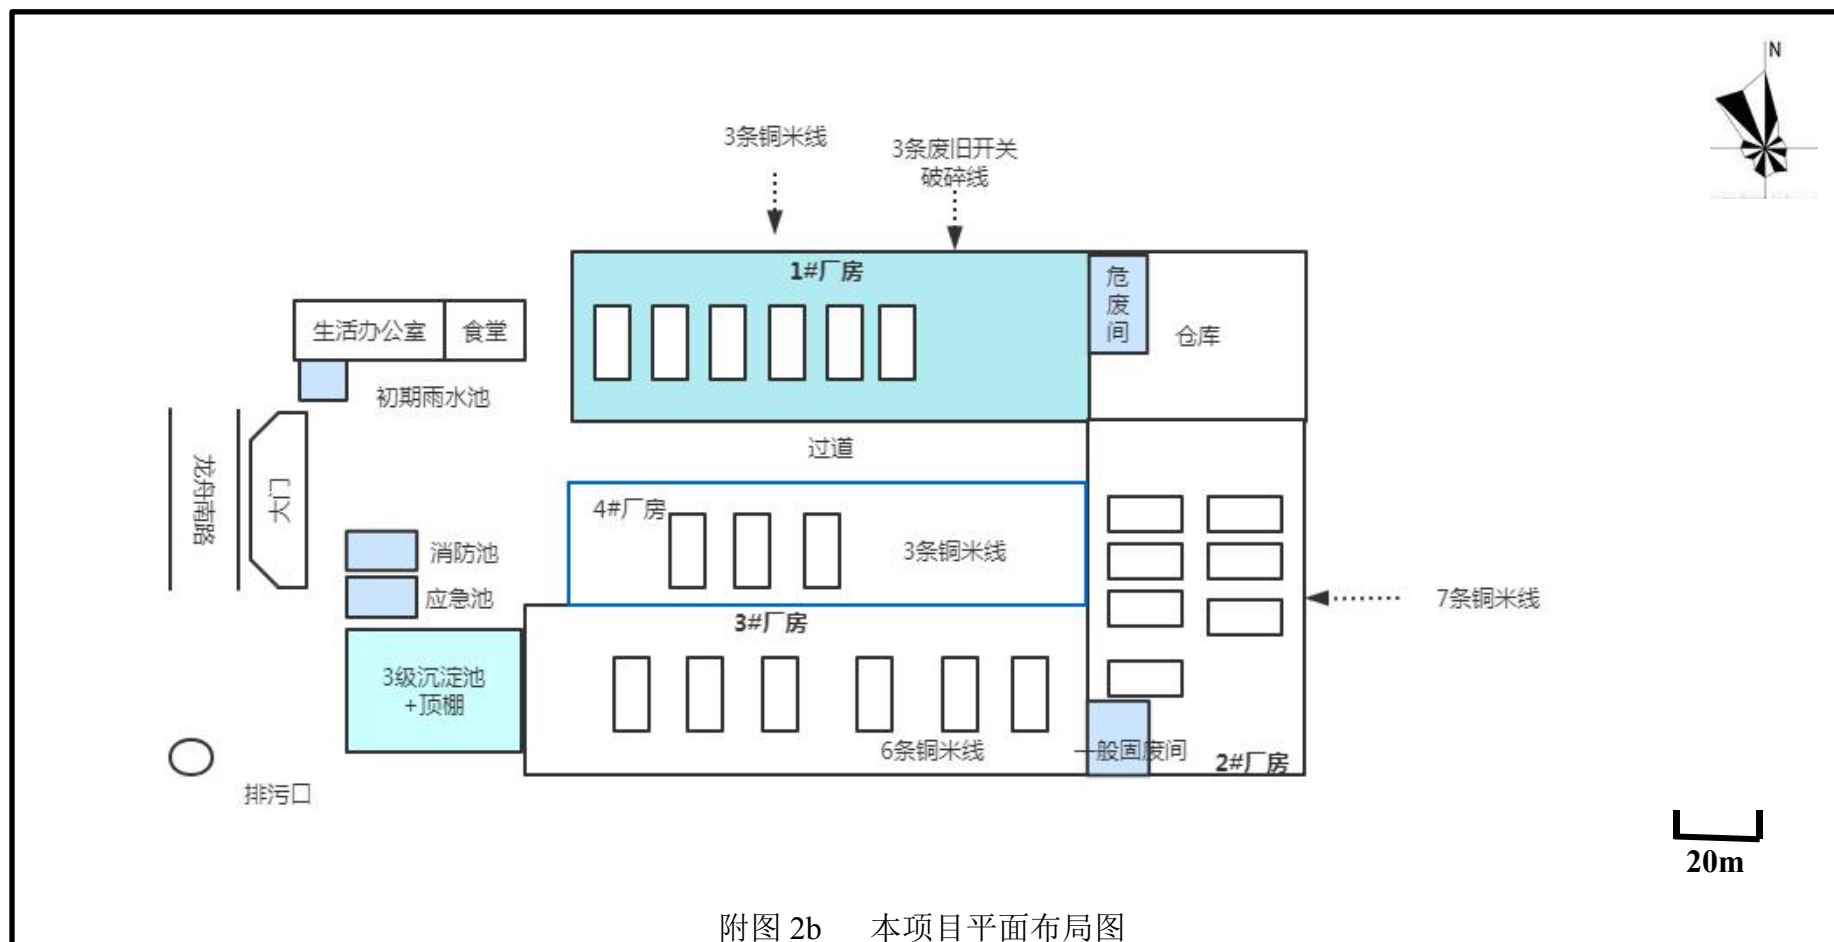 N
3条铜米线
3条废旧开关
破碎线
1#厂房
危
废
间
仓库
生活办公室
食堂
初期雨水池
过道
龙舟南路
大门
4#厂房
3条铜米线
消防池
应急池
7条铜米线
3#厂房
3级沉淀池
+顶棚
6条铜米线
一般固废间
2#厂房
排污口
20m
附图 2b 本项目平面布局图